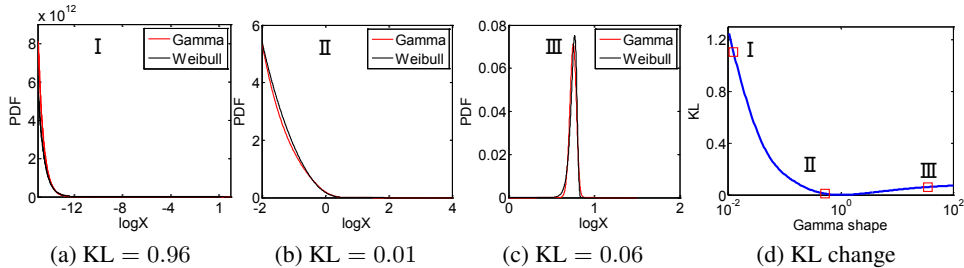 x 10^12
I
Gamma
Weibull
PDF
8
6
4
2
0
-12 -8 -4 1
logX
(a) KL = 0.96
II
Gamma
Weibull
PDF
6
4
2
0
-2 0 2 4
logX
(b) KL = 0.01
III
Gamma
Weibull
PDF
0.08
0.06
0.04
0.02
0
0 1 2
logX
(c) KL = 0.06
I
II
III
KL
1.2
0.8
0.4
0
10^-2 10^0 10^2
Gamma shape
(d) KL change